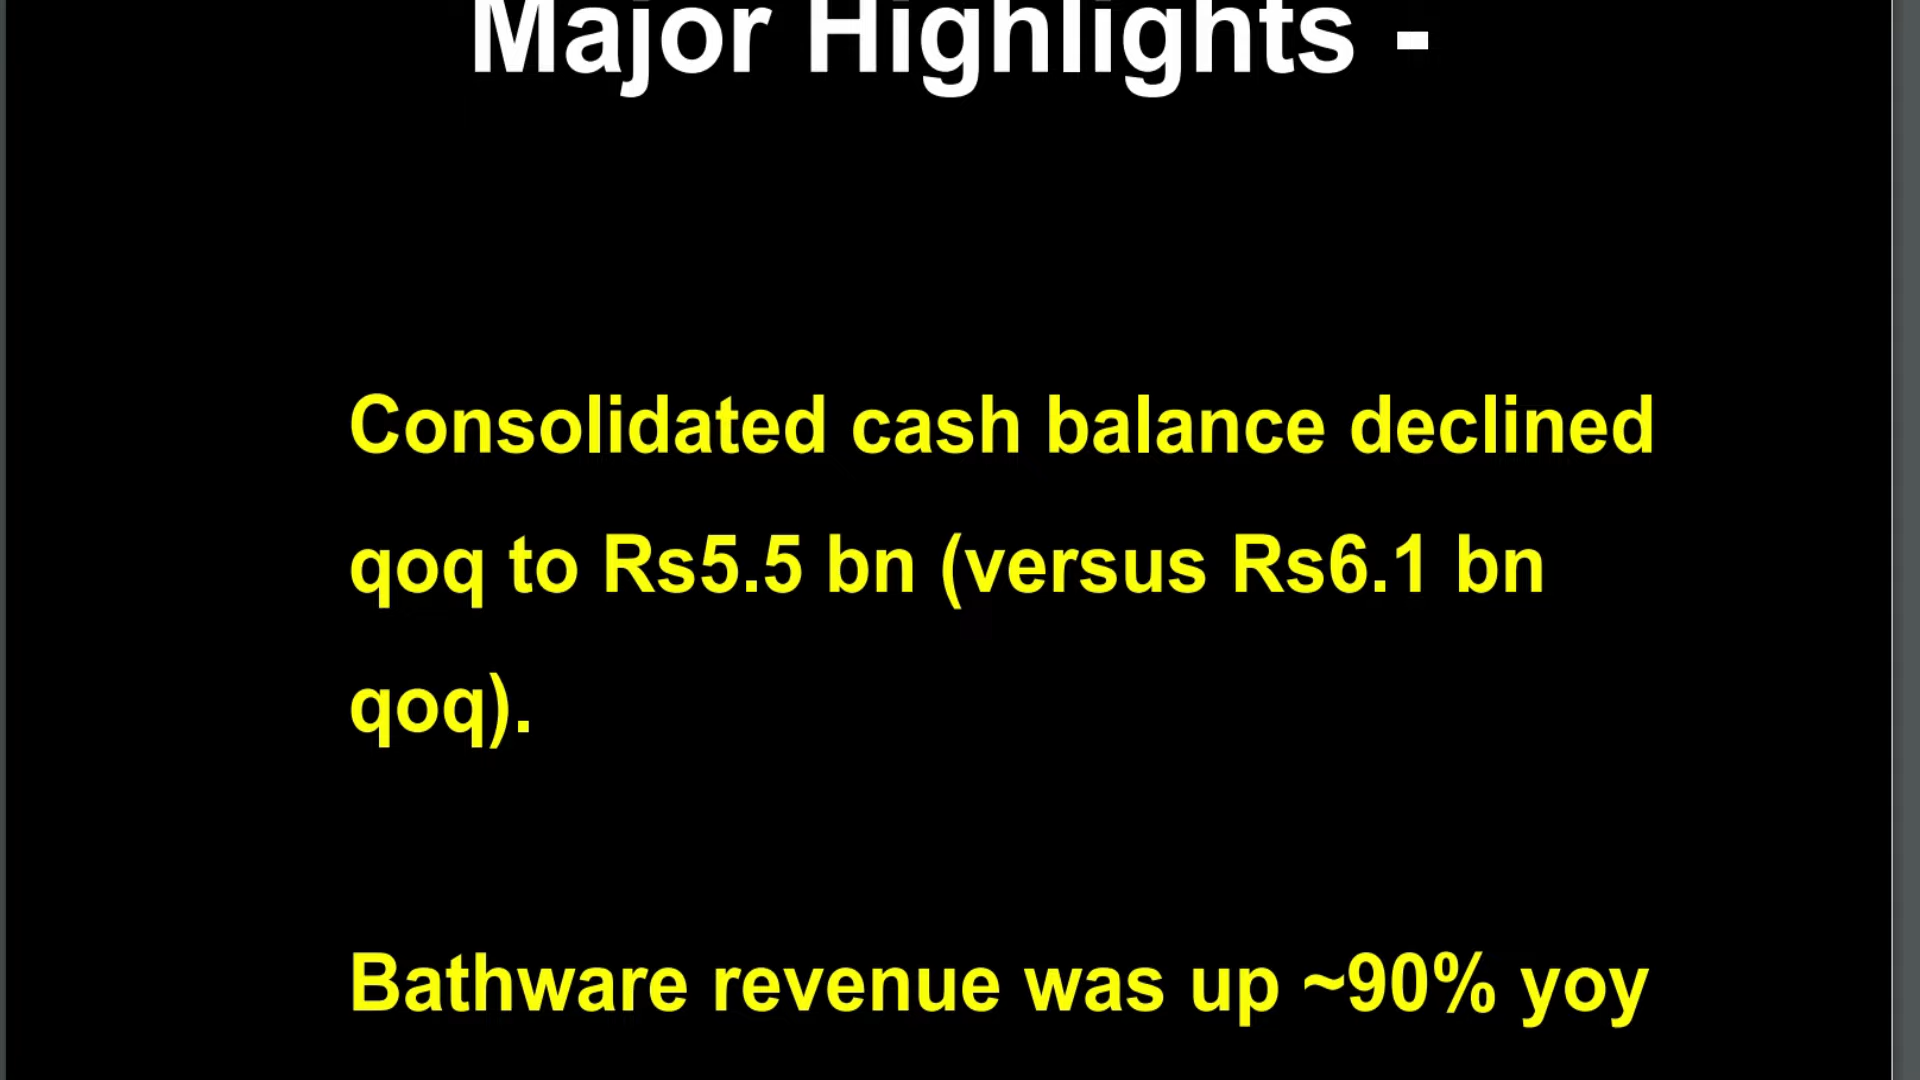 Major Highlights -
Consolidated cash balance declined
qoq to Rs5.5 bn (versus Rs6.1 bn
qoq).
Bathware revenue was up ~90% yoy